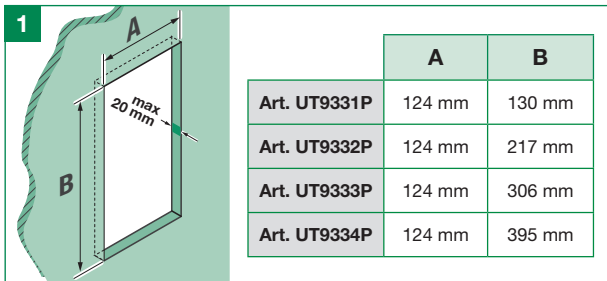 1
A
max
20 mm
B
A B
Art. UT9331P 124 mm 130 mm
Art. UT9332P 124 mm 217 mm
Art. UT9333P 124 mm 306 mm
Art. UT9334P 124 mm 395 mm